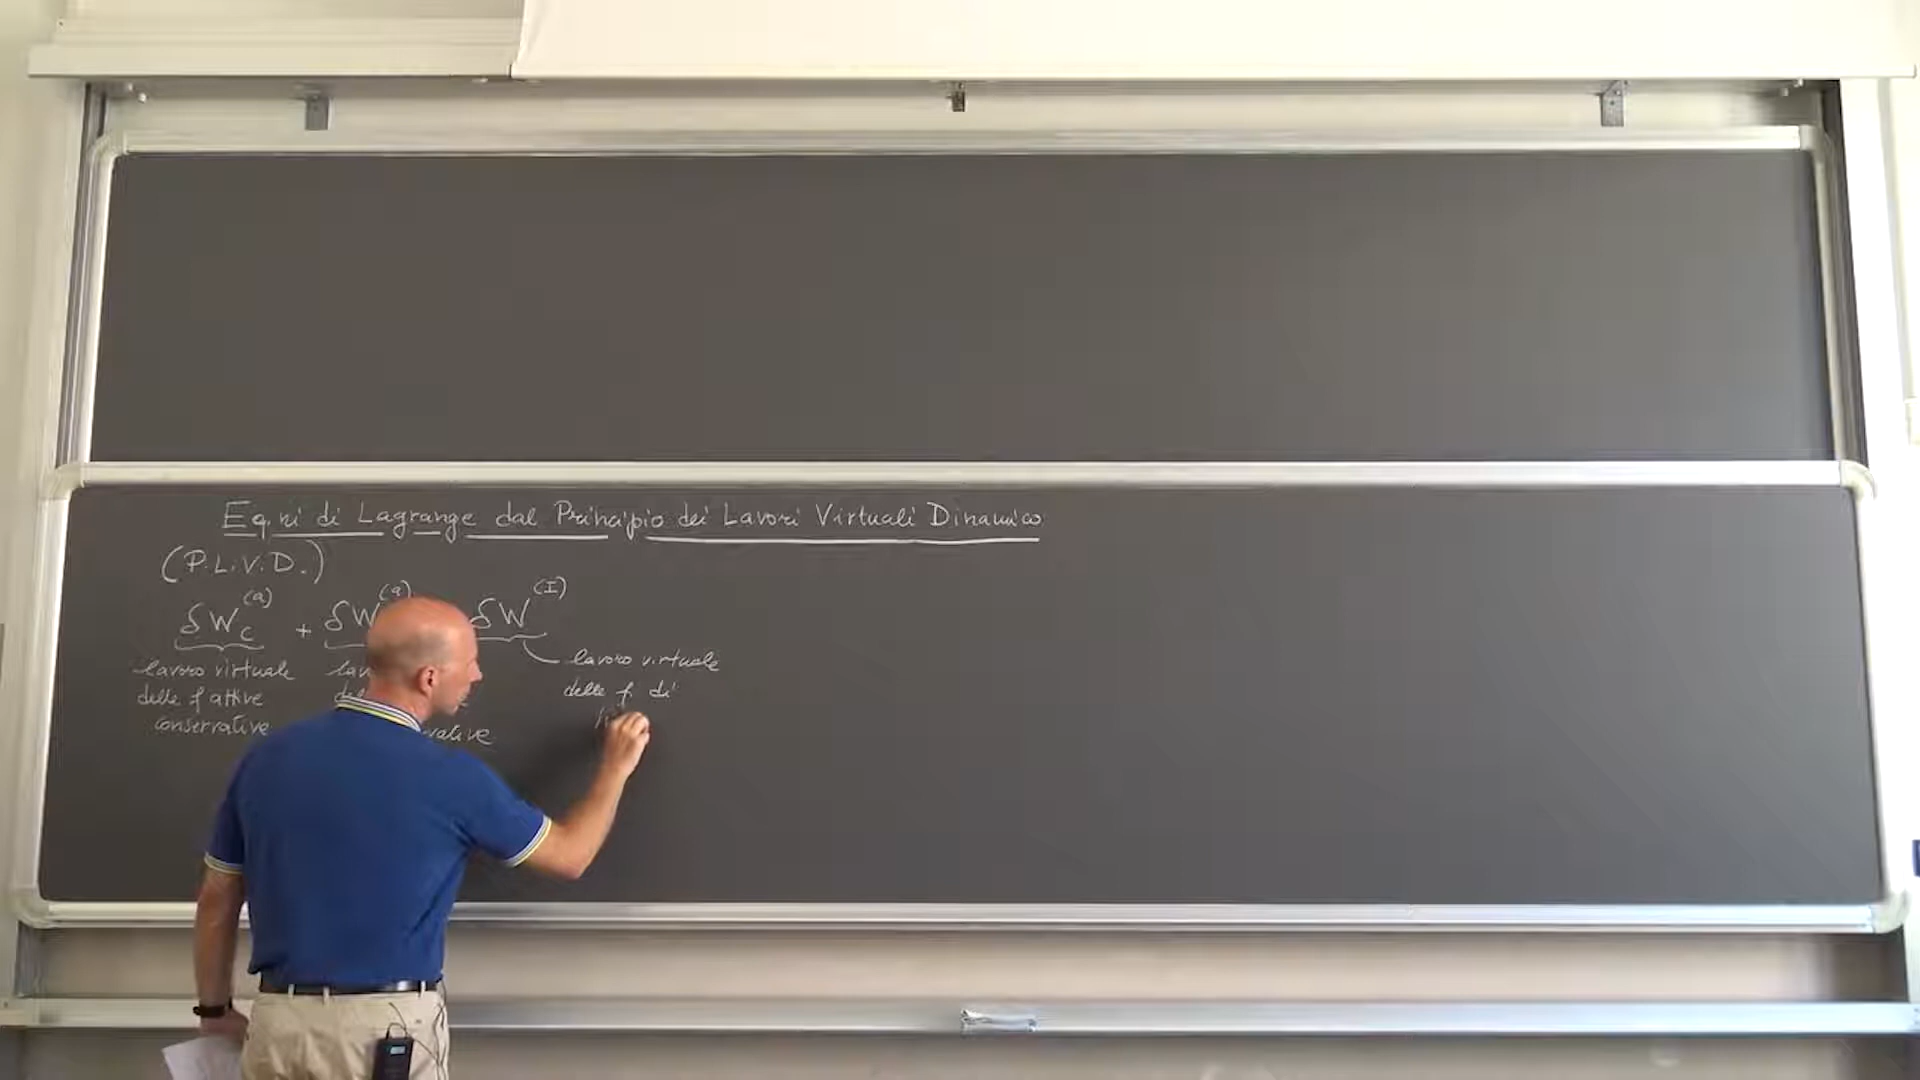 Eq.ni di Lagrange dal Principio dei Lavori Virtuali Dinamico
(P.L.V.D.)
δW_C^(a) + δW^(a) δW^(I)
lavoro virtuale
delle f. attive
conservative
lavoro virtuale
delle f. di